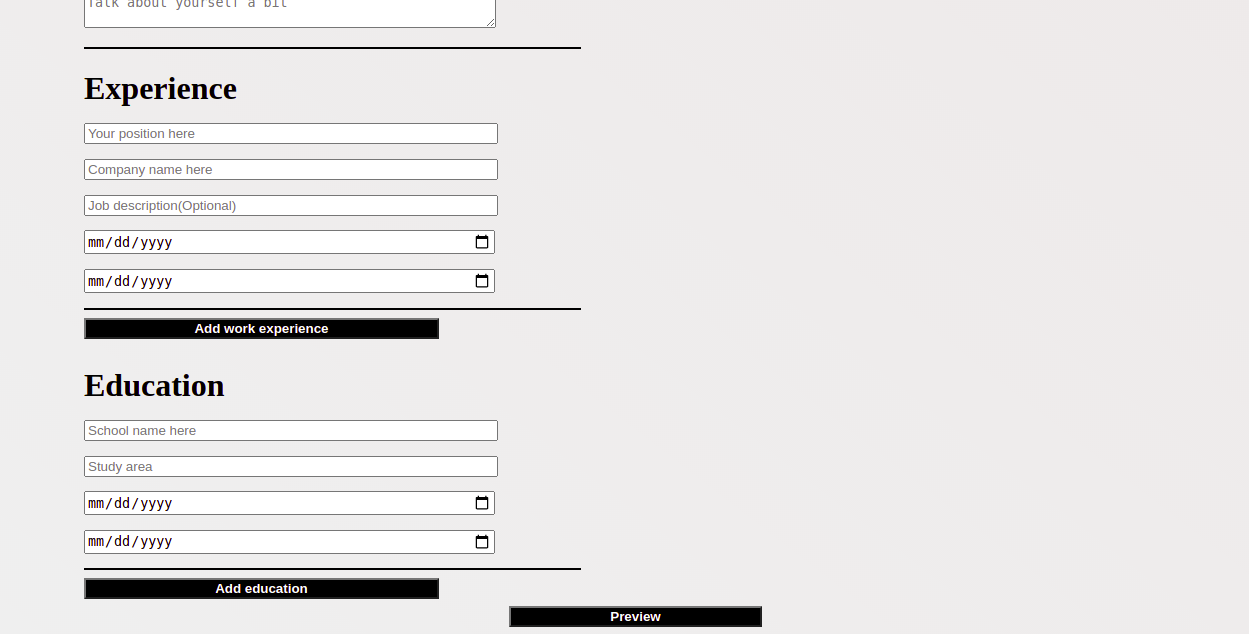 Talk about yourself a bit
Experience
Your position here
Company name here
Job description(Optional)
mm/dd/yyyy
mm/dd/yyyy
Add work experience
Education
School name here
Study area
mm/dd/yyyy
mm/dd/yyyy
Add education
Preview